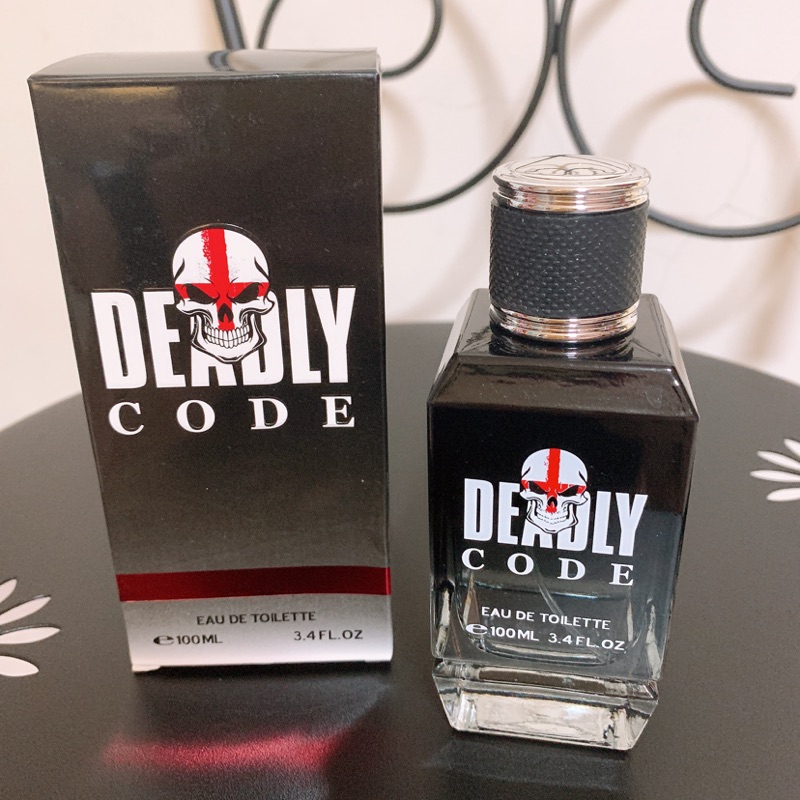 DEADLY
CODE
EAU DE TOILETTE
℮100ML 3.4FL.OZ
DEADLY
CODE
EAU DE TOILETTE
℮100ML 3.4FL.OZ